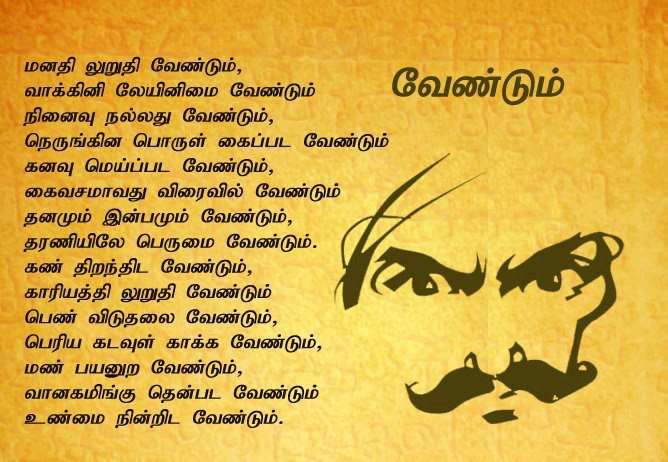 வேண்டும்
மனதி லுறுதி வேண்டும்,
வாக்கினி லேயினிமை வேண்டும்
நினைவு நல்லது வேண்டும்,
நெருங்கின பொருள் கைப்பட வேண்டும்
கனவு மெய்ப்பட வேண்டும்,
கைவசமாவது விரைவில் வேண்டும்
தனமும் இன்பமும் வேண்டும்,
தரணியிலே பெருமை வேண்டும்.
கண் திறந்திட வேண்டும்,
காரியத்தி லுறுதி வேண்டும்
பெண் விடுதலை வேண்டும்,
பெரிய கடவுள் காக்க வேண்டும்,
மண் பயனுற வேண்டும்,
வானகமிங்கு தென்பட வேண்டும்
உண்மை நின்றிட வேண்டும்.